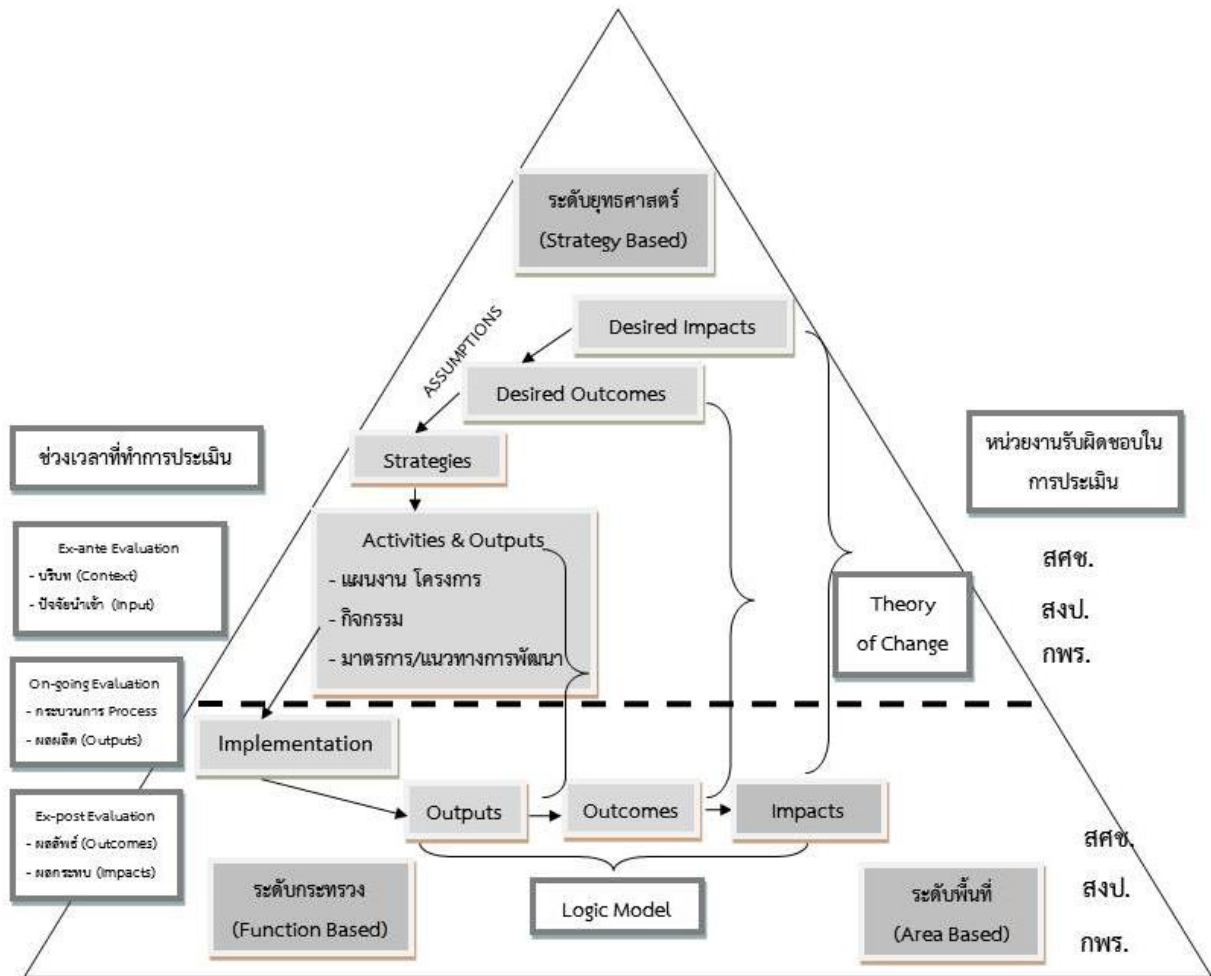 ระดับยุทธศาสตร์
(Strategy Based)
Desired Impacts
ASSUMPTIONS
Desired Outcomes
Strategies
ช่วงเวลาที่ทำการประเมิน
หน่วยงานรับผิดชอบใน
การประเมิน
Activities & Outputs
- แผนงาน โครงการ
- กิจกรรม
- มาตรการ/แนวทางการพัฒนา
Ex-ante Evaluation
- บริบท (Context)
- ปัจจัยนำเข้า (Input)
สศช.
สงป.
กพร.
Theory
of Change
On-going Evaluation
- กระบวนการ Process
- ผลผลิต (Outputs)
Implementation
Outputs
Outcomes
Impacts
Ex-post Evaluation
- ผลลัพธ์ (Outcomes)
- ผลกระทบ (Impacts)
ระดับกระทรวง
(Function Based)
Logic Model
ระดับพื้นที่
(Area Based)
สศช.
สงป.
กพร.